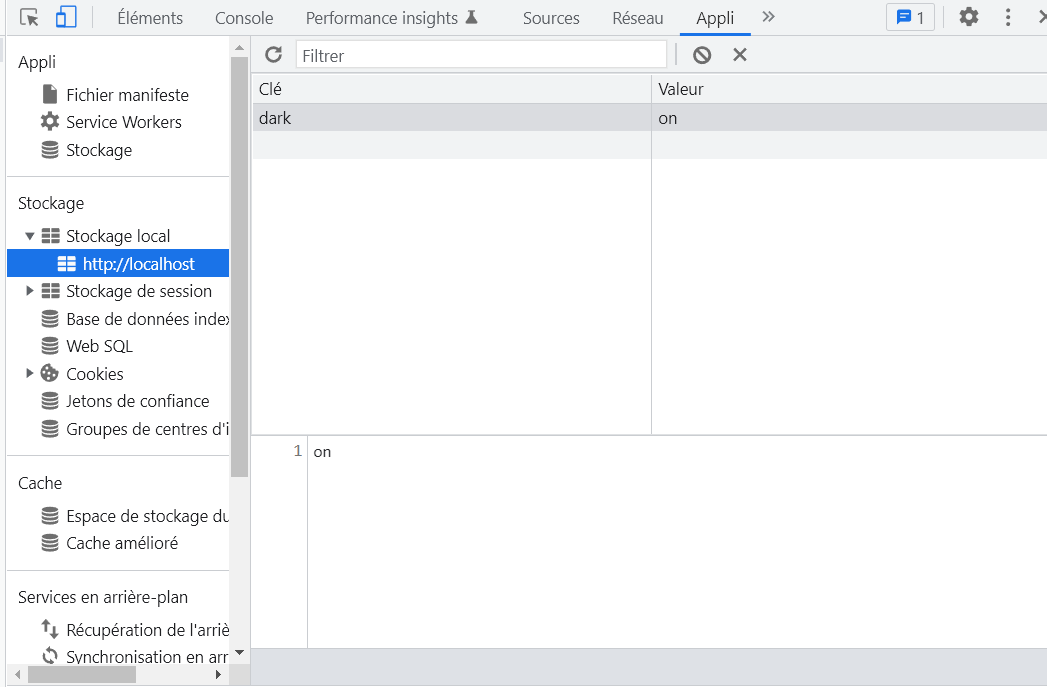 Éléments Console Performance insights Sources Réseau Appli 1
Appli
Fichier manifeste
Service Workers
Stockage
Stockage
Stockage local
http://localhost
Stockage de session
Base de données index
Web SQL
Cookies
Jetons de confiance
Groupes de centres d'i
Cache
Espace de stockage du
Cache amélioré
Services en arrière-plan
Récupération de l'arriè
Synchronisation en arr
Filtrer
Clé Valeur
dark on
1 on